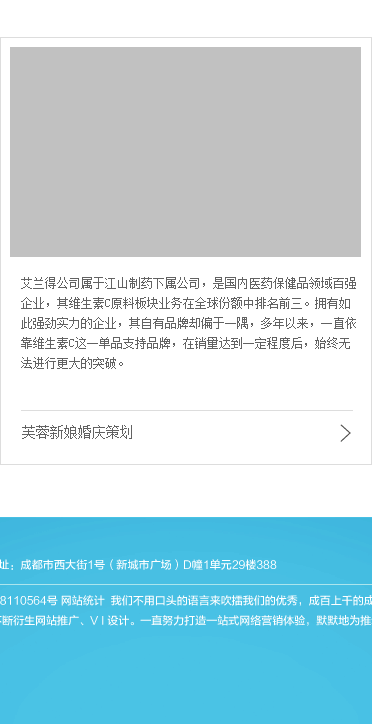 艾兰得公司属于江山制药下属公司，是国内医药保健品领域百强
企业，其维生素C原料板块业务在全球份额中排名前三。拥有如
此强劲实力的企业，其自有品牌却偏于一隅，多年以来，一直依
靠维生素C这一单品支持品牌，在销量达到一定程度后，始终无
法进行更大的突破。
芙蓉新娘婚庆策划
址：成都市西大街1号（新城市广场）D幢1单元29楼388
8110564号 网站统计 我们不用口头的语言来吹擂我们的优秀，成百上千的成
断衍生网站推广、V I 设计。一直努力打造一站式网络营销体验，默默地为推